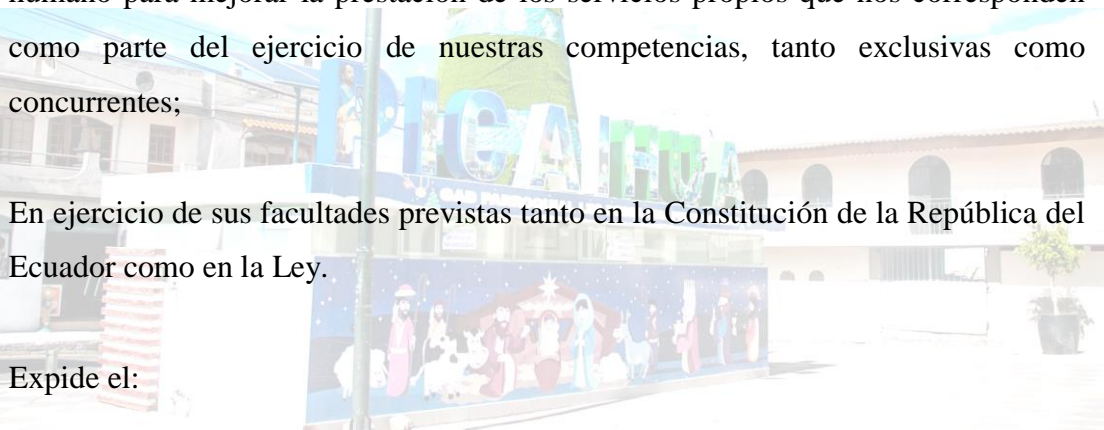 humano para mejorar la prestación de los servicios propios que nos corresponden
como parte del ejercicio de nuestras competencias, tanto exclusivas como
concurrentes;
PICAIHUA
En ejercicio de sus facultades previstas tanto en la Constitución de la República del
Ecuador como en la Ley.
Expide el: